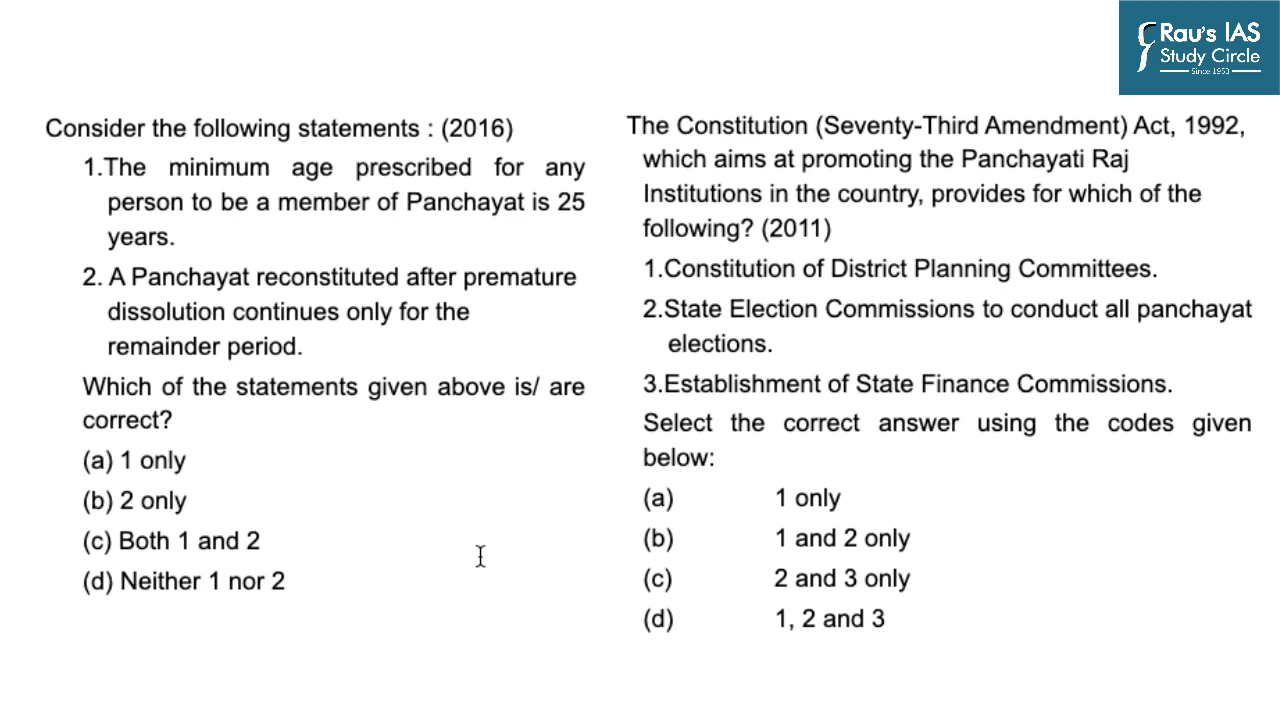 Rau's IAS
Study Circle
Since 1953
Consider the following statements : (2016)
1.The minimum age prescribed for any
person to be a member of Panchayat is 25
years.
2. A Panchayat reconstituted after premature
dissolution continues only for the
remainder period.
Which of the statements given above is/ are
correct?
(a) 1 only
(b) 2 only
(c) Both 1 and 2
(d) Neither 1 nor 2
The Constitution (Seventy-Third Amendment) Act, 1992,
which aims at promoting the Panchayati Raj
Institutions in the country, provides for which of the
following? (2011)
1.Constitution of District Planning Committees.
2.State Election Commissions to conduct all panchayat
elections.
3.Establishment of State Finance Commissions.
Select the correct answer using the codes given
below:
(a) 1 only
(b) 1 and 2 only
(c) 2 and 3 only
(d) 1, 2 and 3